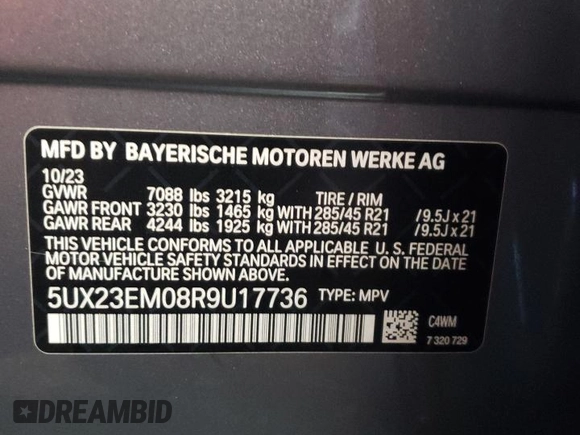 MFD BY BAYERISCHE MOTOREN WERKE AG
10/23
GVWR 7088 lbs 3215 kg TIRE / RIM
GAWR FRONT 3230 lbs 1465 kg WITH 285/45 R21 / 9.5J x 21
GAWR REAR 4244 lbs 1925 kg WITH 285/45 R21 / 9.5J x 21
THIS VEHICLE CONFORMS TO ALL APPLICABLE U. S. FEDERAL
MOTOR VEHICLE SAFETY STANDARDS IN EFFECT ON THE
DATE OF MANUFACTURE SHOWN ABOVE.
5UX23EM08R9U17736 TYPE: MPV
C4WM
7 320 729
DREAMBID